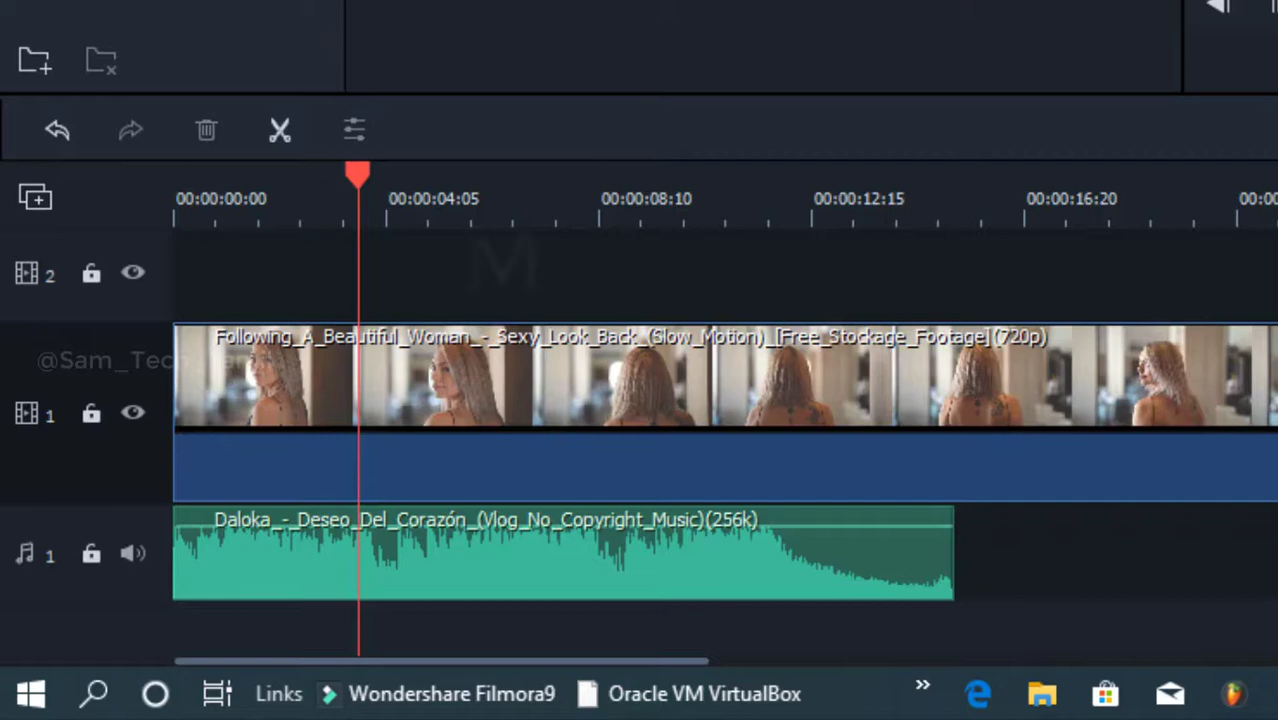 00:00:00:00 00:00:04:05 00:00:08:10 00:00:12:15 00:00:16:20
M
2
Following_A_Beautiful_Woman_-_Sexy_Look_Back_(Slow_Motion)_[Free_Stockage_Footage](720p)
1
Daloka_-_Deseo_Del_Corazón_(Vlog_No_Copyright_Music)(256k)
1
Links Wondershare Filmora9 Oracle VM VirtualBox »